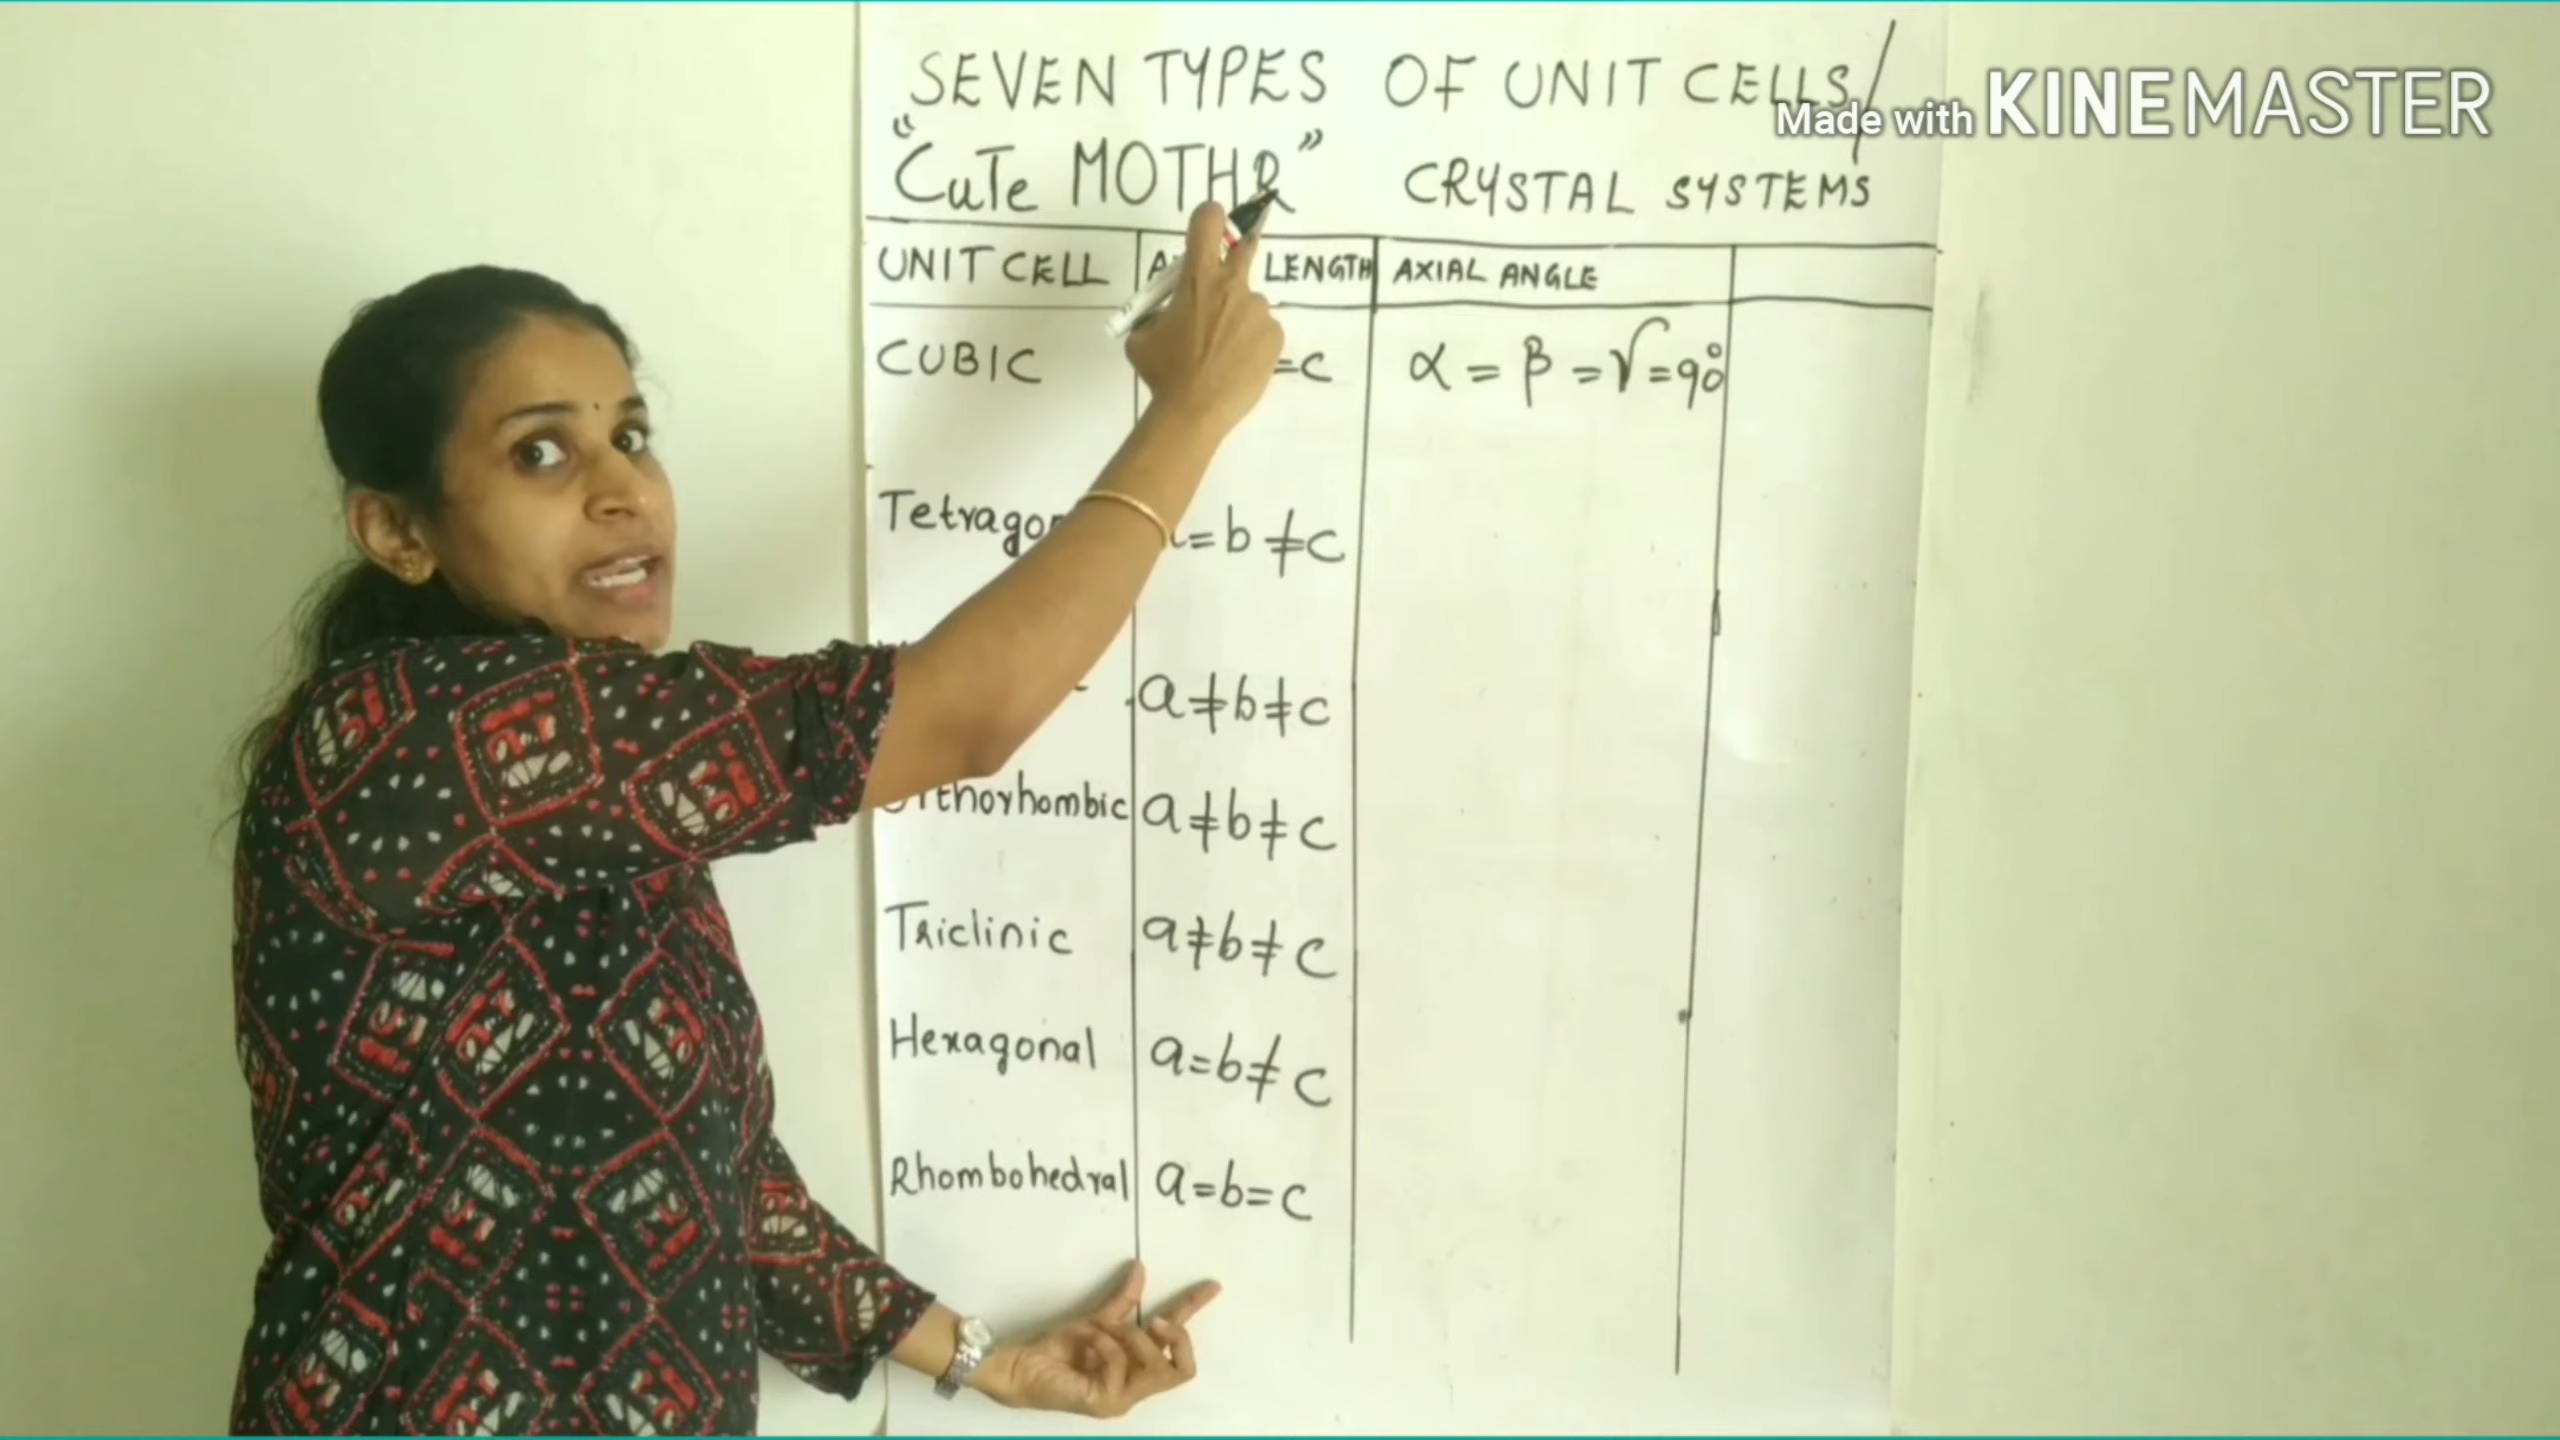 SEVEN TYPES OF UNIT CELLS/
Made with KINEMASTER
"CuTe MOTHR" CRYSTAL SYSTEMS
UNIT CELL LENGTH AXIAL ANGLE
CUBIC =c α = β = γ = 90°
= b ≠ c
a ≠ b ≠ c
a ≠ b ≠ c
Triclinic a ≠ b ≠ c
Hexagonal a = b ≠ c
Rhombohedral a = b = c